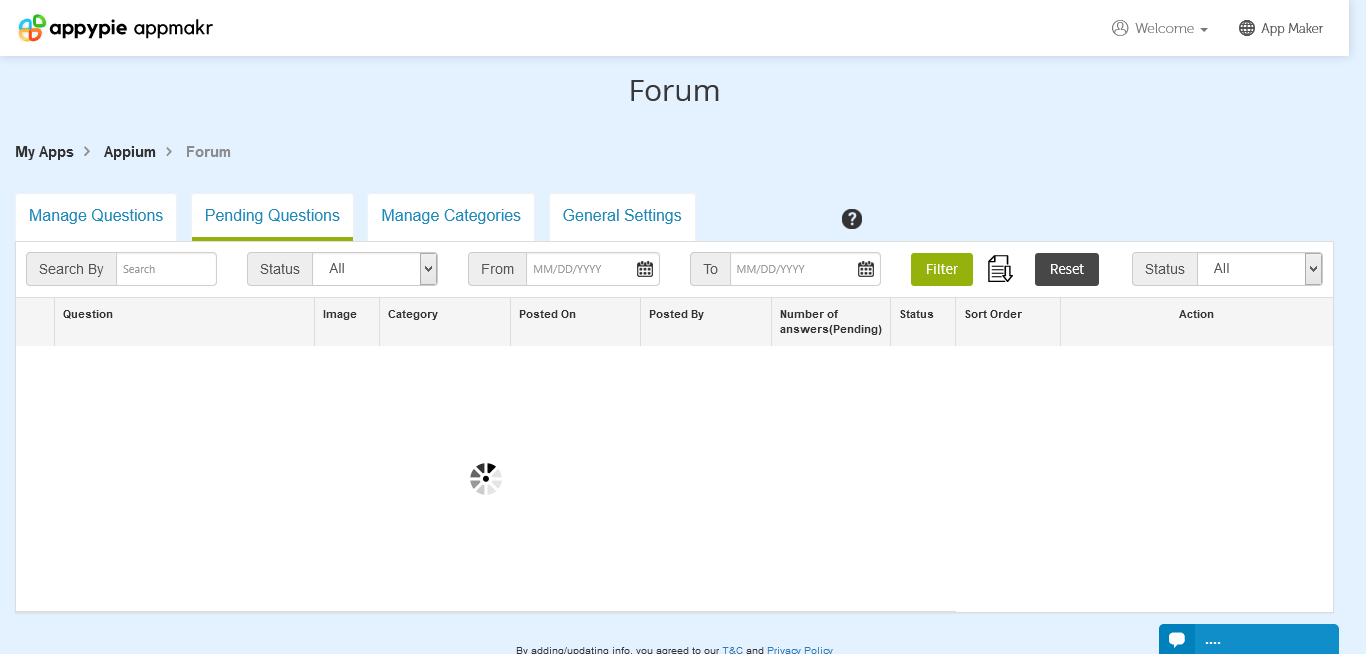 appypie appmakr
Welcome
App Maker
Forum
My Apps > Appium > Forum
Manage Questions
Pending Questions
Manage Categories
General Settings
?
Search By Search
Status All
From MM/DD/YYYY
To MM/DD/YYYY
Filter
Reset
Status All
Question
Image
Category
Posted On
Posted By
Number of
answers(Pending)
Status
Sort Order
Action
By adding/updating info, you agreed to our T&C and Privacy Policy
....